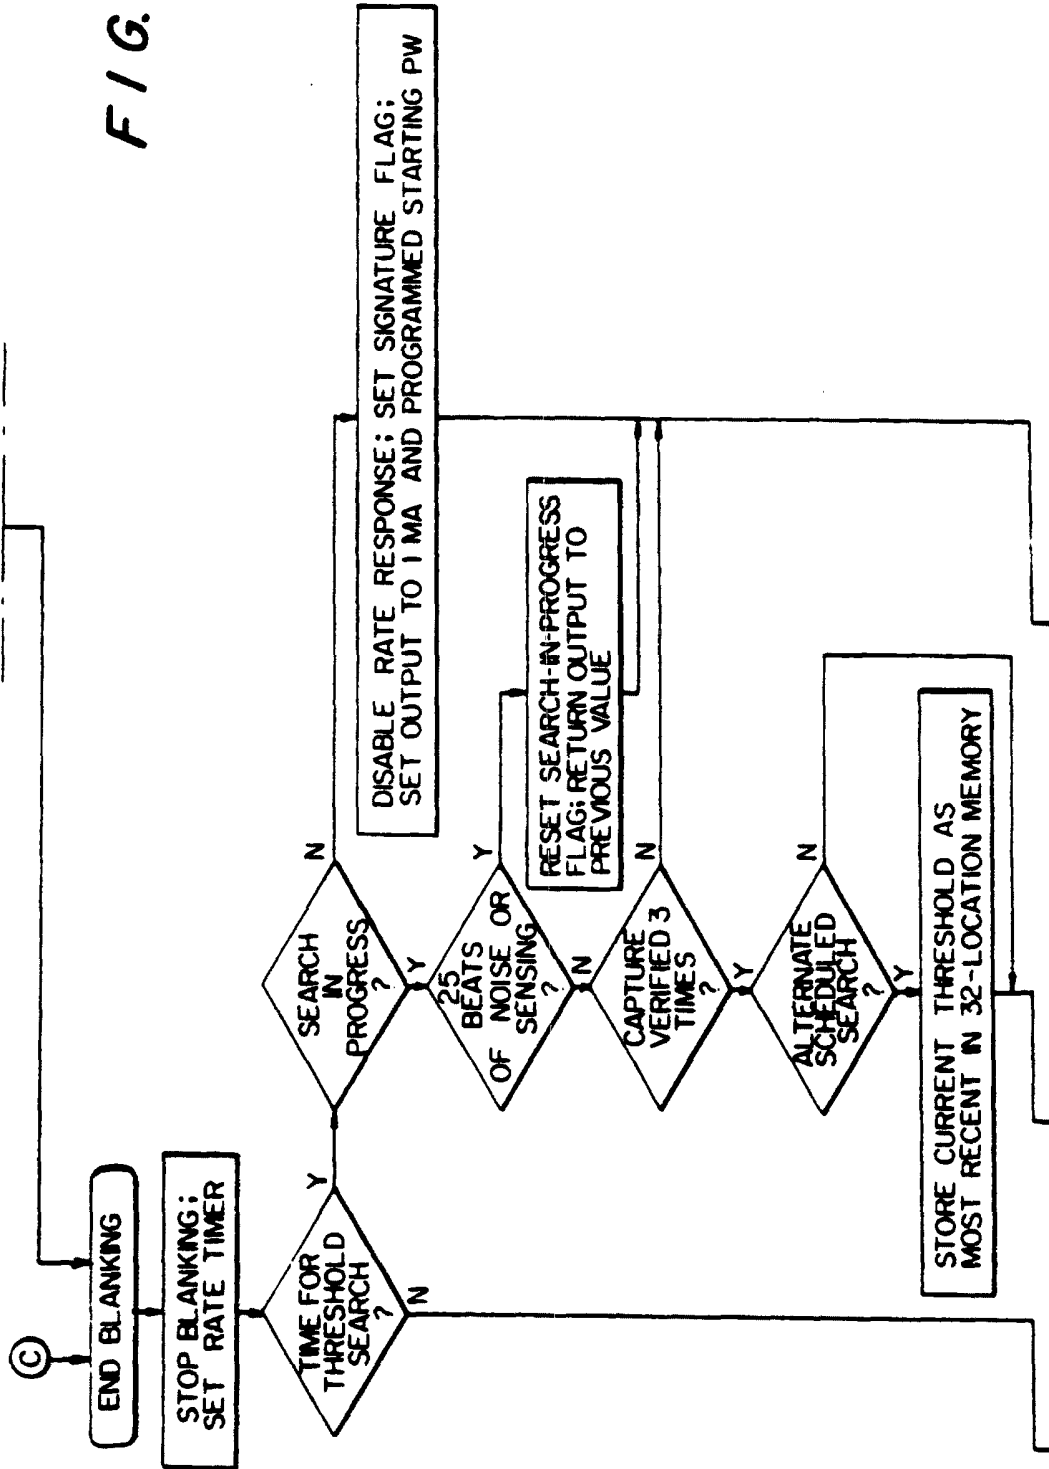 FIG.
C
END BLANKING
STOP BLANKING;
SET RATE TIMER
TIME FOR
THRESHOLD
SEARCH
?
Y
N
SEARCH
IN
PROGRESS
?
N
Y
DISABLE RATE RESPONSE; SET SIGNATURE FLAG;
SET OUTPUT TO 1 MA AND PROGRAMMED STARTING PW
25
BEATS
OF NOISE OR
SENSING
?
Y
N
RESET SEARCH-IN-PROGRESS
FLAG; RETURN OUTPUT TO
PREVIOUS VALUE
CAPTURE
VERIFIED 3
TIMES
?
N
Y
ALTERNATE
SCHEDULED
SEARCH
?
N
Y
STORE CURRENT THRESHOLD AS
MOST RECENT IN 32-LOCATION MEMORY